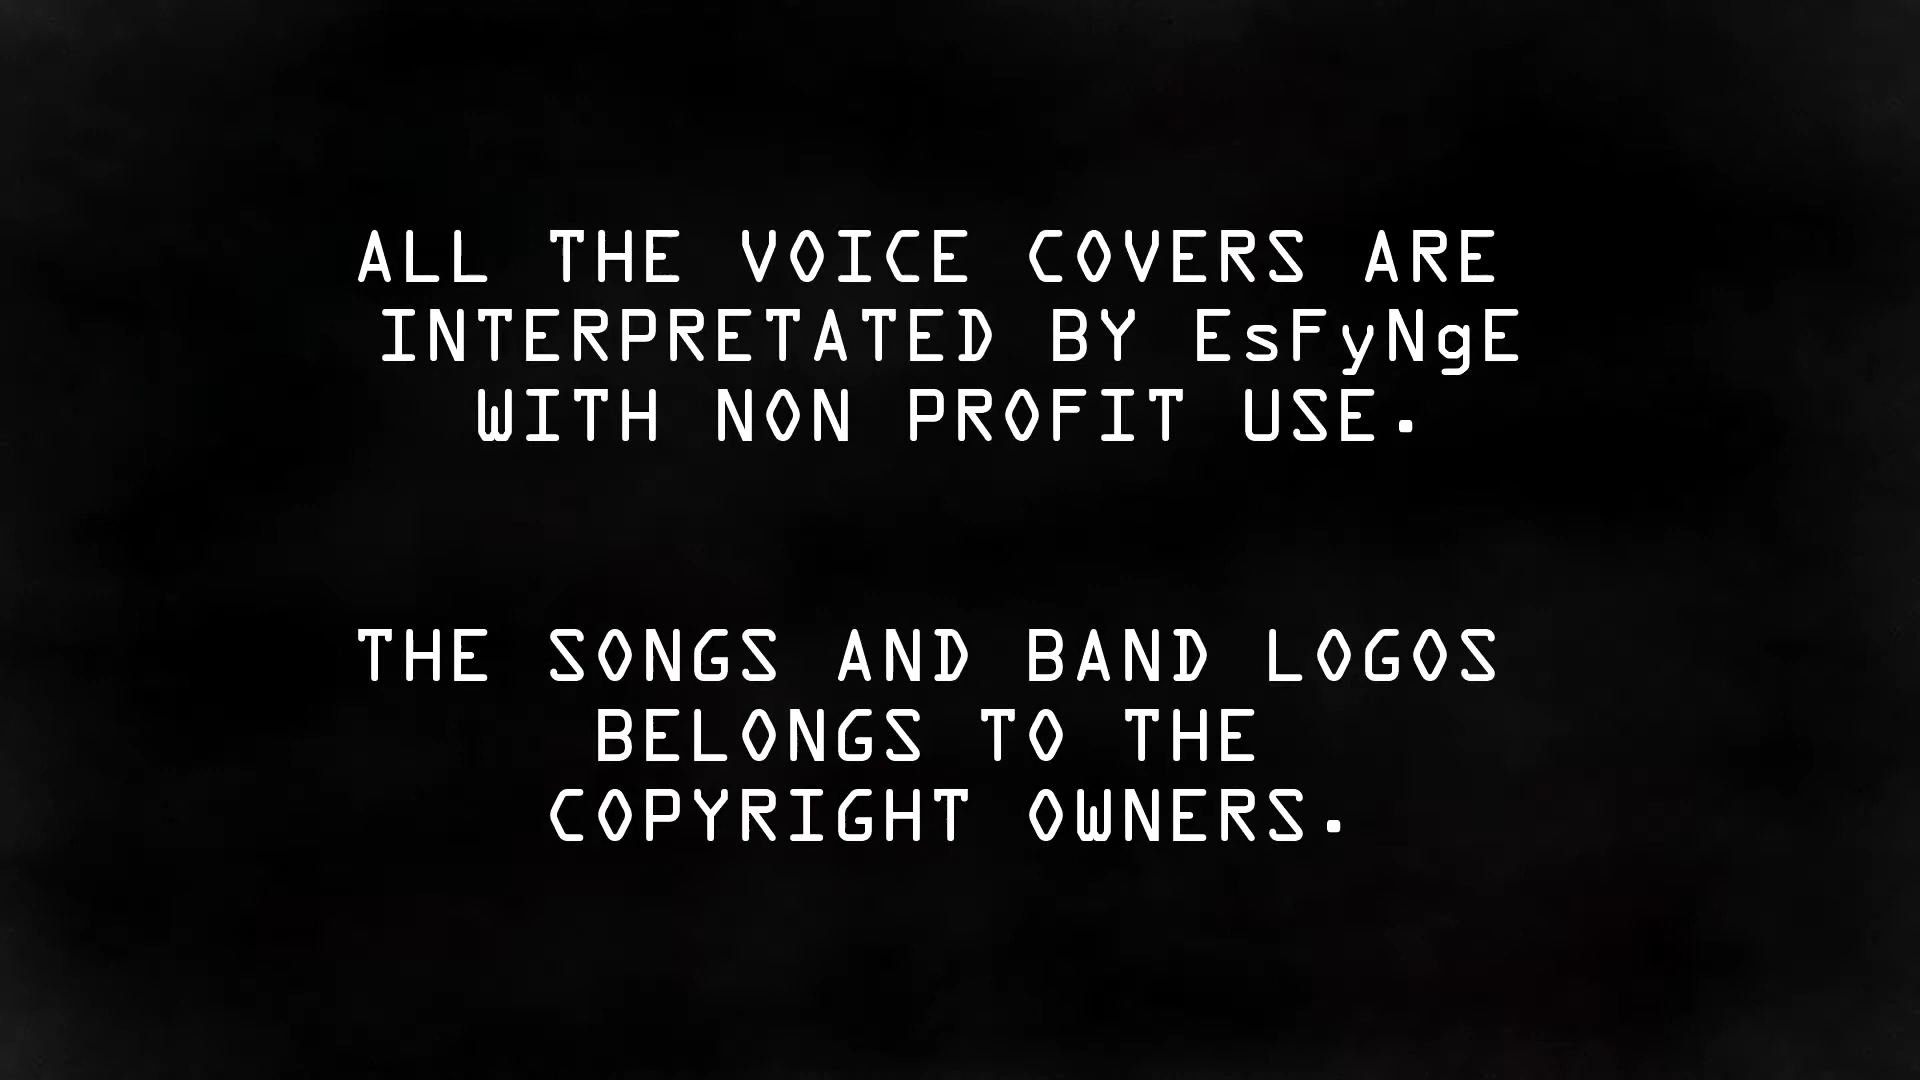 ALL THE VOICE COVERS ARE
INTERPRETATED BY EsFyNgE
WITH NON PROFIT USE.
THE SONGS AND BAND LOGOS
BELONGS TO THE
COPYRIGHT OWNERS.